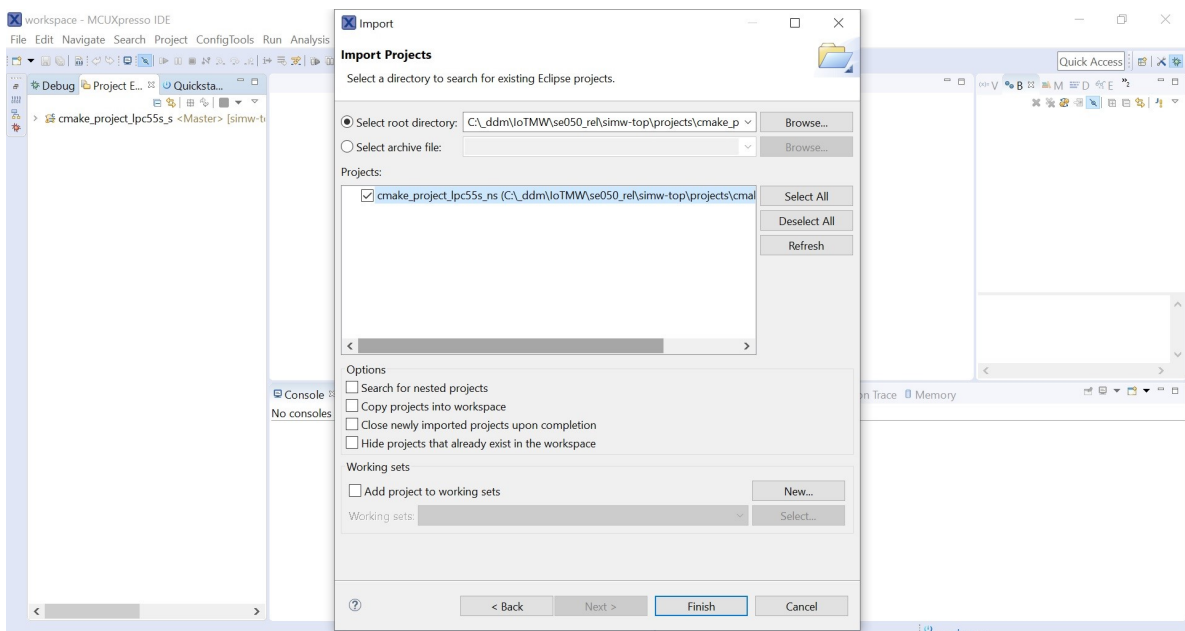 workspace - MCUXpresso IDE
File Edit Navigate Search Project ConfigTools Run Analysis
Quick Access
Debug Project E... Quicksta...
cmake_project_lpc55s_s <Master> [simw-t
Import
Import Projects
Select a directory to search for existing Eclipse projects.
Select root directory: C:\_ddm\IoTMW\se050_rel\simw-top\projects\cmake_p Browse...
Select archive file: Browse...
Projects:
cmake_project_lpc55s_ns (C:\_ddm\IoTMW\se050_rel\simw-top\projects\cmal
Select All
Deselect All
Refresh
Options
Search for nested projects
Copy projects into workspace
Close newly imported projects upon completion
Hide projects that already exist in the workspace
Working sets
Add project to working sets New...
Working sets: Select...
< Back Next > Finish Cancel
(x)= V B M D E »2
Console
No consoles
on Trace Memory